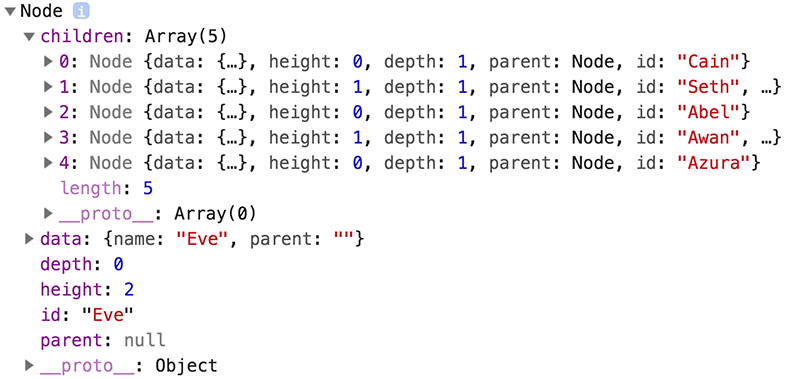 ▼Node i
▼children: Array(5)
▶0: Node {data: {…}, height: 0, depth: 1, parent: Node, id: "Cain"}
▶1: Node {data: {…}, height: 1, depth: 1, parent: Node, id: "Seth", …}
▶2: Node {data: {…}, height: 0, depth: 1, parent: Node, id: "Abel"}
▶3: Node {data: {…}, height: 1, depth: 1, parent: Node, id: "Awan", …}
▶4: Node {data: {…}, height: 0, depth: 1, parent: Node, id: "Azura"}
length: 5
▶__proto__: Array(0)
▶data: {name: "Eve", parent: ""}
depth: 0
height: 2
id: "Eve"
parent: null
▶__proto__: Object